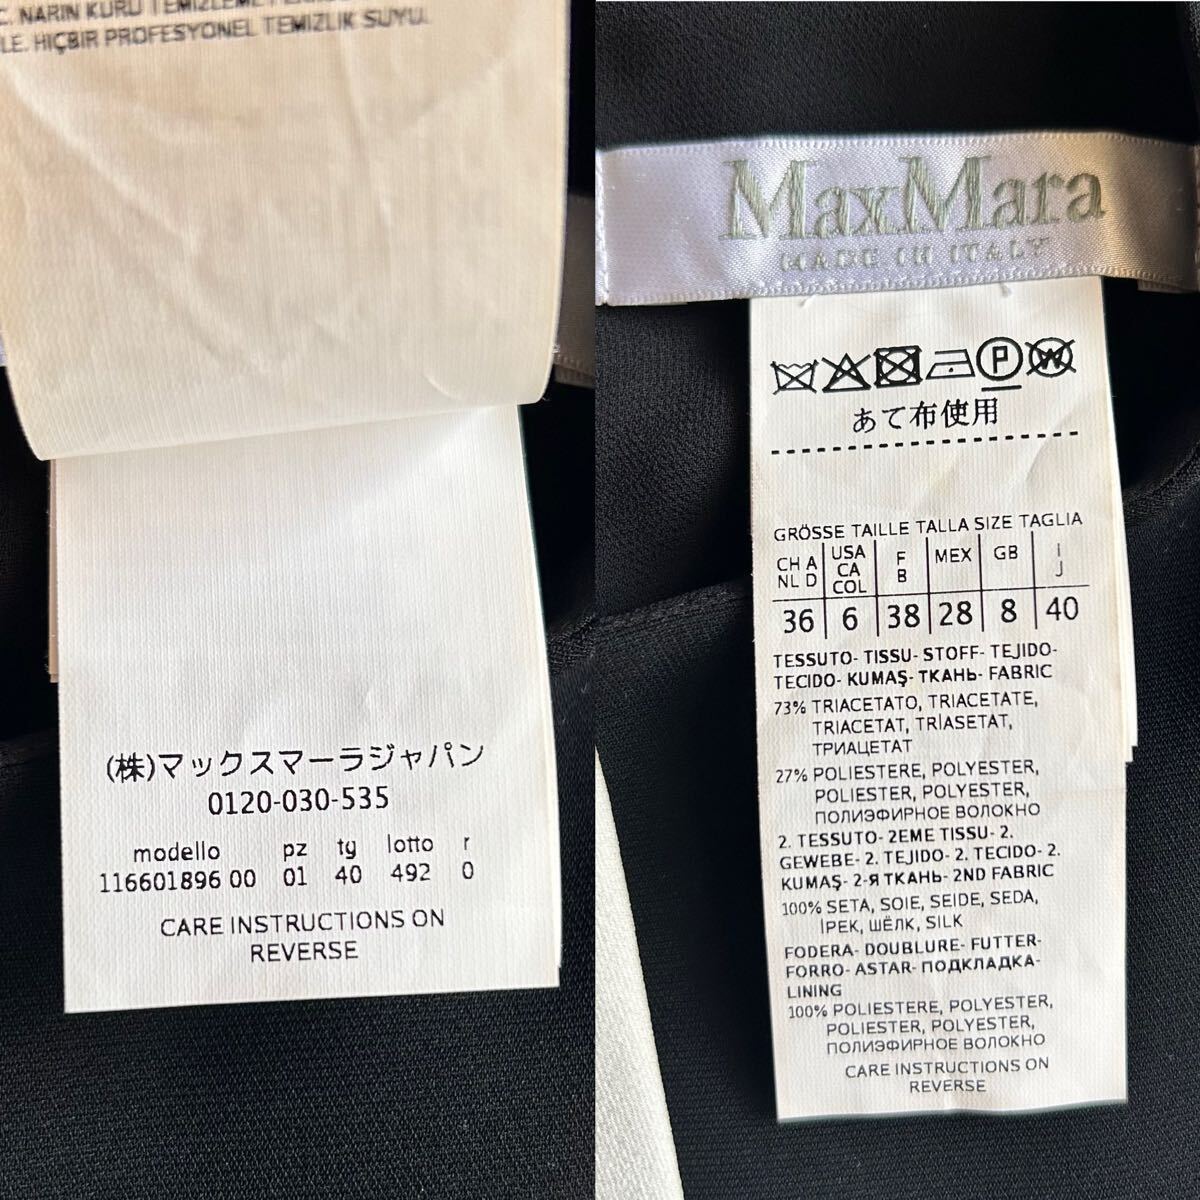 NARIN KURU TEMİZLEME
LE. HİÇBİR PROFESYONEL TEMIZLIK SUYU.
(株)マックスマーラジャパン
0120-030-535
modello pz tg lotto r
116601896 00 01 40 492 0
CARE INSTRUCTIONS ON
REVERSE
MaxMara
MADE IN ITALY
P W
あて布使用
GRÖSSE TAILLE TALLA SIZE TAGLIA
CH A NL D USA CA COL F B MEX GB I J
36 6 38 28 8 40
TESSUTO- TISSU- STOFF- TEJIDO-
TECIDO- KUMAŞ- ТКАНЬ- FABRIC
73% TRIACETATO, TRIACETATE,
TRIACETAT, TRİASETAT,
ТРИАЦЕТАТ
27% POLIESTERE, POLYESTER,
POLIESTER, POLYESTER,
ПОЛИЭФИРНОЕ ВОЛОКНО
2. TESSUTO- 2EME TISSU- 2.
GEWEBE- 2. TEJIDO- 2. TECIDO- 2.
KUMAŞ- 2-Я ТКАНЬ- 2ND FABRIC
100% SETA, SOIE, SEIDE, SEDA,
İPEK, ШЁЛК, SILK
FODERA- DOUBLURE- FUTTER-
FORRO- ASTAR- ПОДКЛАДКА-
LINING
100% POLIESTERE, POLYESTER,
POLIESTER, POLYESTER,
ПОЛИЭФИРНОЕ ВОЛОКНО
CARE INSTRUCTIONS ON
REVERSE